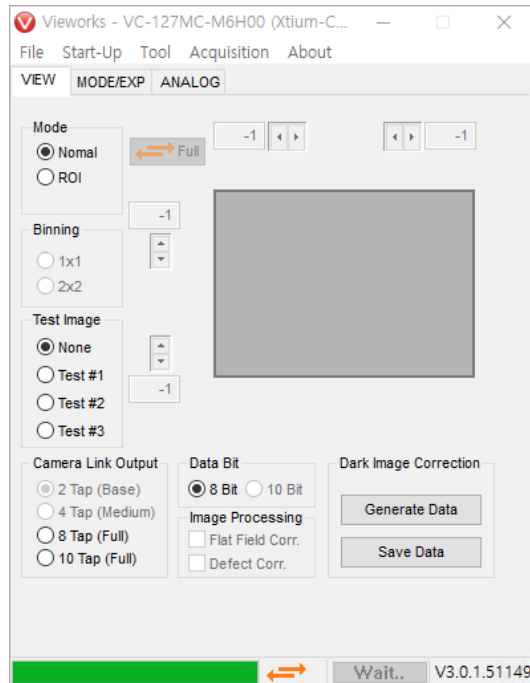 Vieworks - VC-127MC-M6H00 (Xtium-C...
File Start-Up Tool Acquisition About
VIEW MODE/EXP ANALOG
Mode
Nomal
ROI
Full
-1
-1
-1
Binning
1x1
2x2
Test Image
None
Test #1
Test #2
Test #3
-1
Camera Link Output
2 Tap (Base)
4 Tap (Medium)
8 Tap (Full)
10 Tap (Full)
Data Bit
8 Bit 10 Bit
Image Processing
Flat Field Corr.
Defect Corr.
Dark Image Correction
Generate Data
Save Data
Wait.. V3.0.1.51149